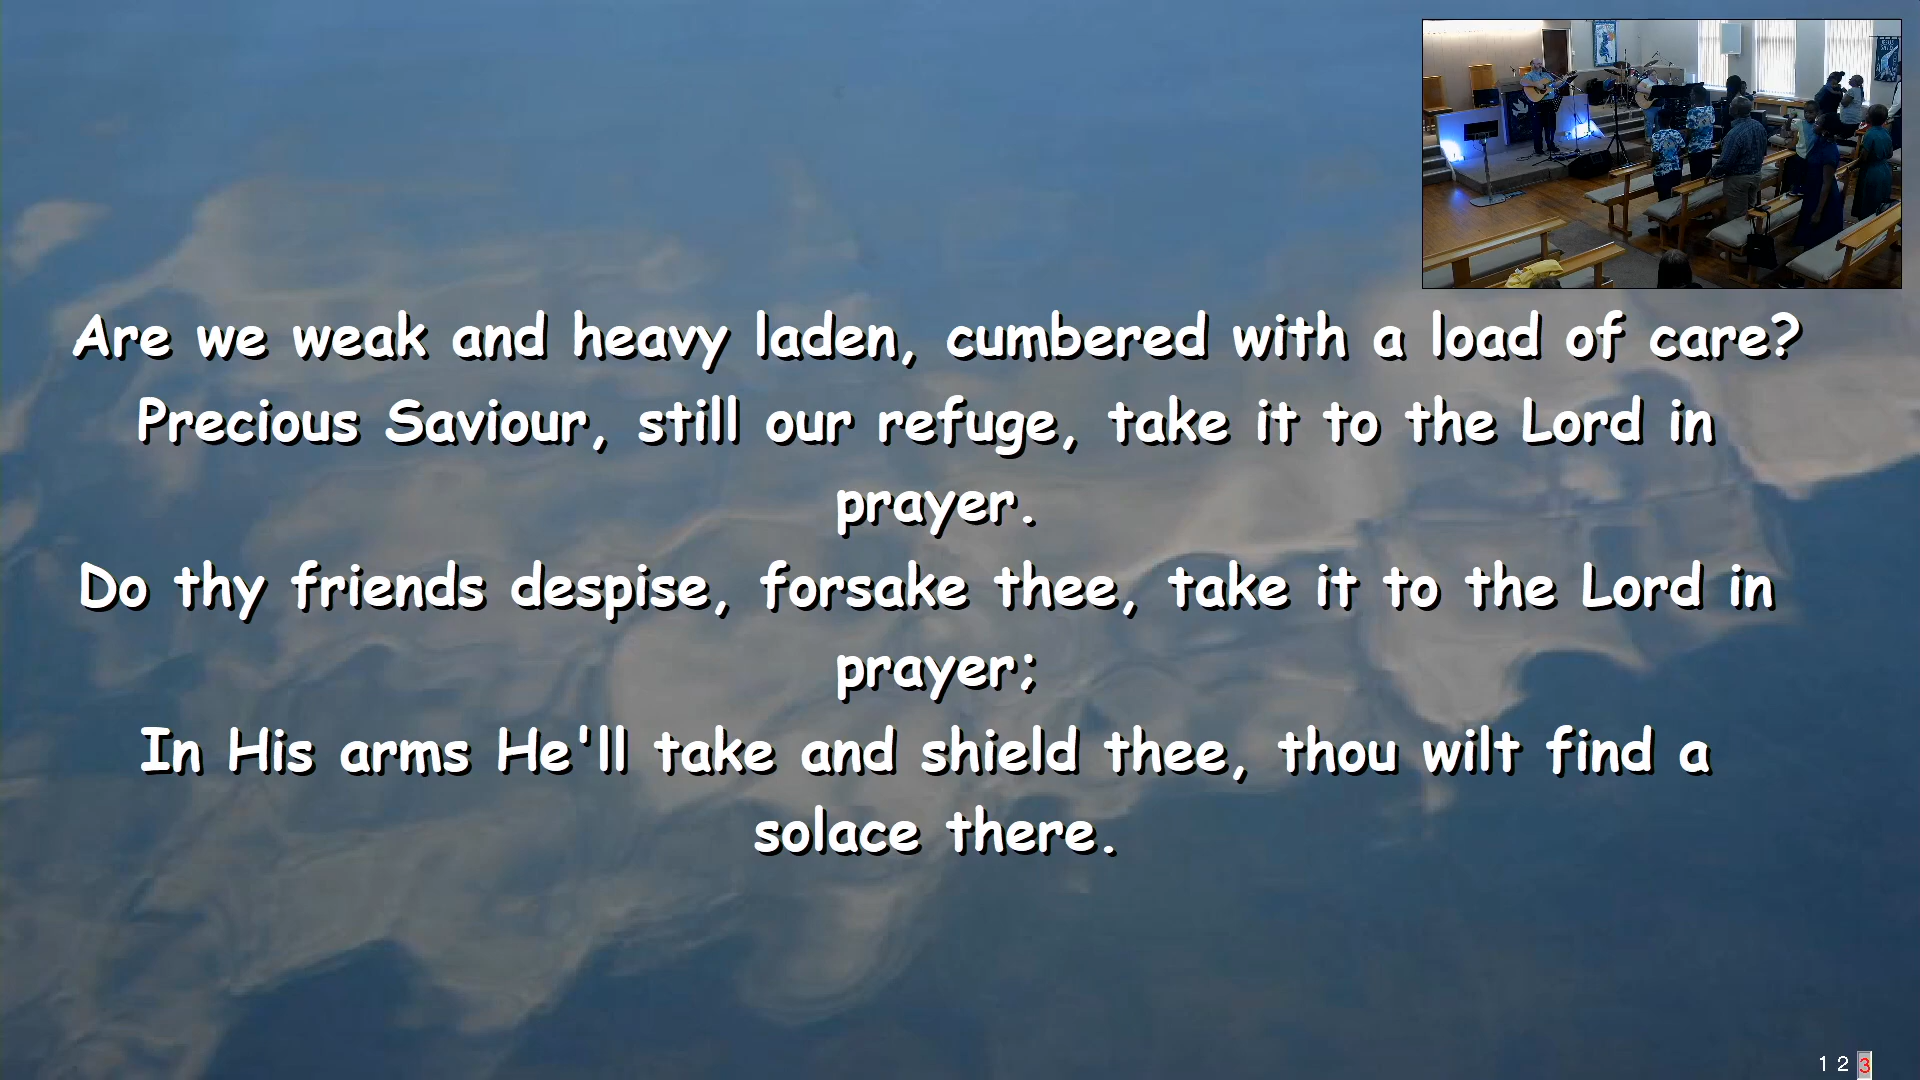 Are we weak and heavy laden, cumbered with a load of care?
Precious Saviour, still our refuge, take it to the Lord in
prayer.
Do thy friends despise, forsake thee, take it to the Lord in
prayer;
In His arms He'll take and shield thee, thou wilt find a
solace there.
1 2 3